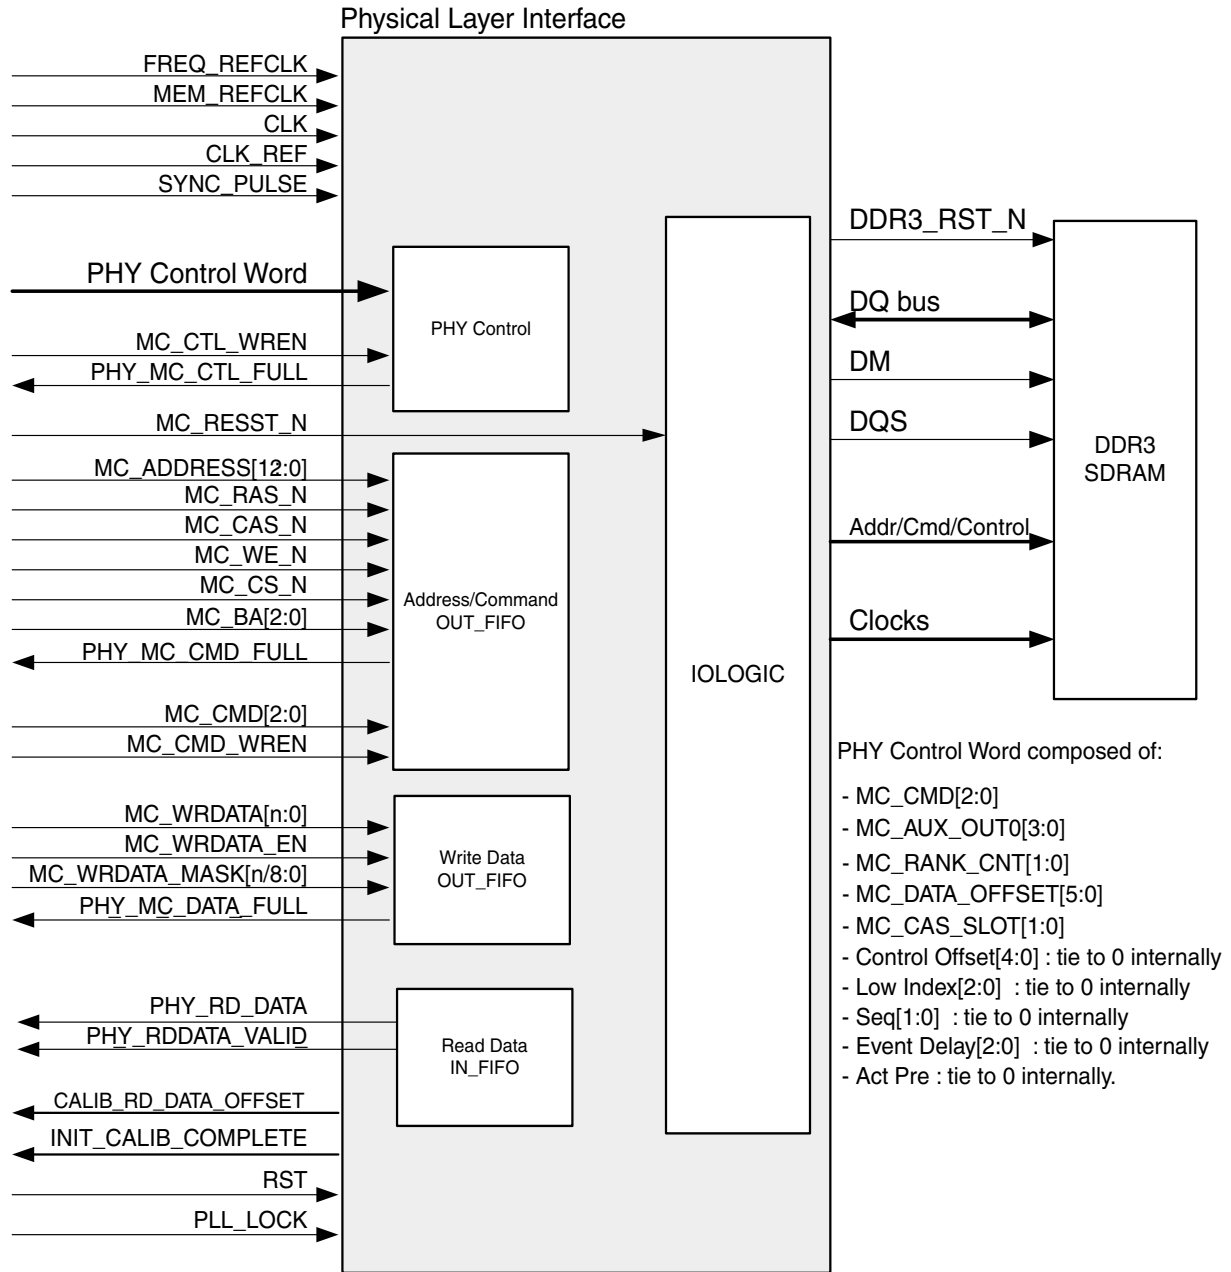 Physical Layer Interface
FREQ_REFCLK
MEM_REFCLK
CLK
CLK_REF
SYNC_PULSE
PHY Control Word
MC_CTL_WREN
PHY_MC_CTL_FULL
PHY Control
MC_RESST_N
MC_ADDRESS[12:0]
MC_RAS_N
MC_CAS_N
MC_WE_N
MC_CS_N
MC_BA[2:0]
PHY_MC_CMD_FULL
MC_CMD[2:0]
MC_CMD_WREN
Address/Command
OUT_FIFO
MC_WRDATA[n:0]
MC_WRDATA_EN
MC_WRDATA_MASK[n/8:0]
PHY_MC_DATA_FULL
Write Data
OUT_FIFO
PHY_RD_DATA
PHY_RDDATA_VALID
Read Data
IN_FIFO
CALIB_RD_DATA_OFFSET
INIT_CALIB_COMPLETE
RST
PLL_LOCK
IOLOGIC
DDR3_RST_N
DQ bus
DM
DQS
Addr/Cmd/Control
Clocks
DDR3
SDRAM
PHY Control Word composed of:
- MC_CMD[2:0]
- MC_AUX_OUT0[3:0]
- MC_RANK_CNT[1:0]
- MC_DATA_OFFSET[5:0]
- MC_CAS_SLOT[1:0]
- Control Offset[4:0] : tie to 0 internally
- Low Index[2:0] : tie to 0 internally
- Seq[1:0] : tie to 0 internally
- Event Delay[2:0] : tie to 0 internally
- Act Pre : tie to 0 internally.